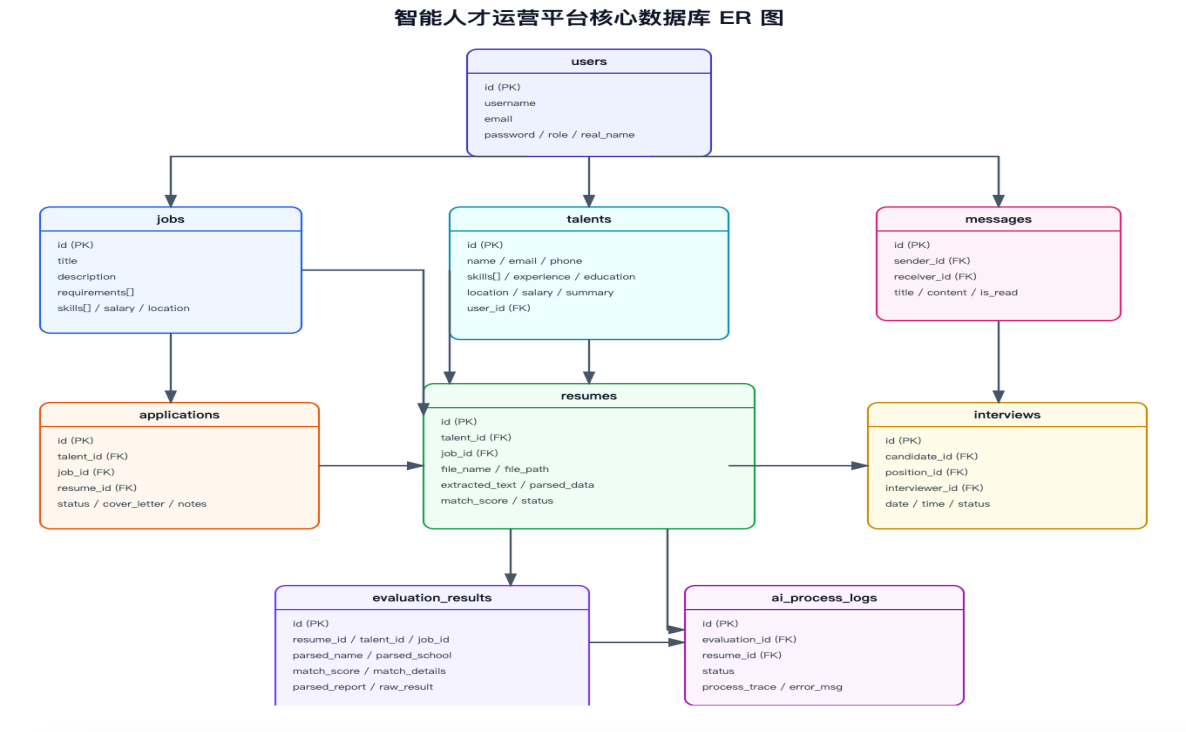 智能人才运营平台核心数据库 ER 图
users
id (PK)
username
email
password / role / real_name
jobs
id (PK)
title
description
requirements[]
skills[] / salary / location
talents
id (PK)
name / email / phone
skills[] / experience / education
location / salary / summary
user_id (FK)
messages
id (PK)
sender_id (FK)
receiver_id (FK)
title / content / is_read
applications
id (PK)
talent_id (FK)
job_id (FK)
resume_id (FK)
status / cover_letter / notes
resumes
id (PK)
talent_id (FK)
job_id (FK)
file_name / file_path
extracted_text / parsed_data
match_score / status
interviews
id (PK)
candidate_id (FK)
position_id (FK)
interviewer_id (FK)
date / time / status
evaluation_results
id (PK)
resume_id / talent_id / job_id
parsed_name / parsed_school
match_score / match_details
parsed_report / raw_result
ai_process_logs
id (PK)
evaluation_id (FK)
resume_id (FK)
status
process_trace / error_msg